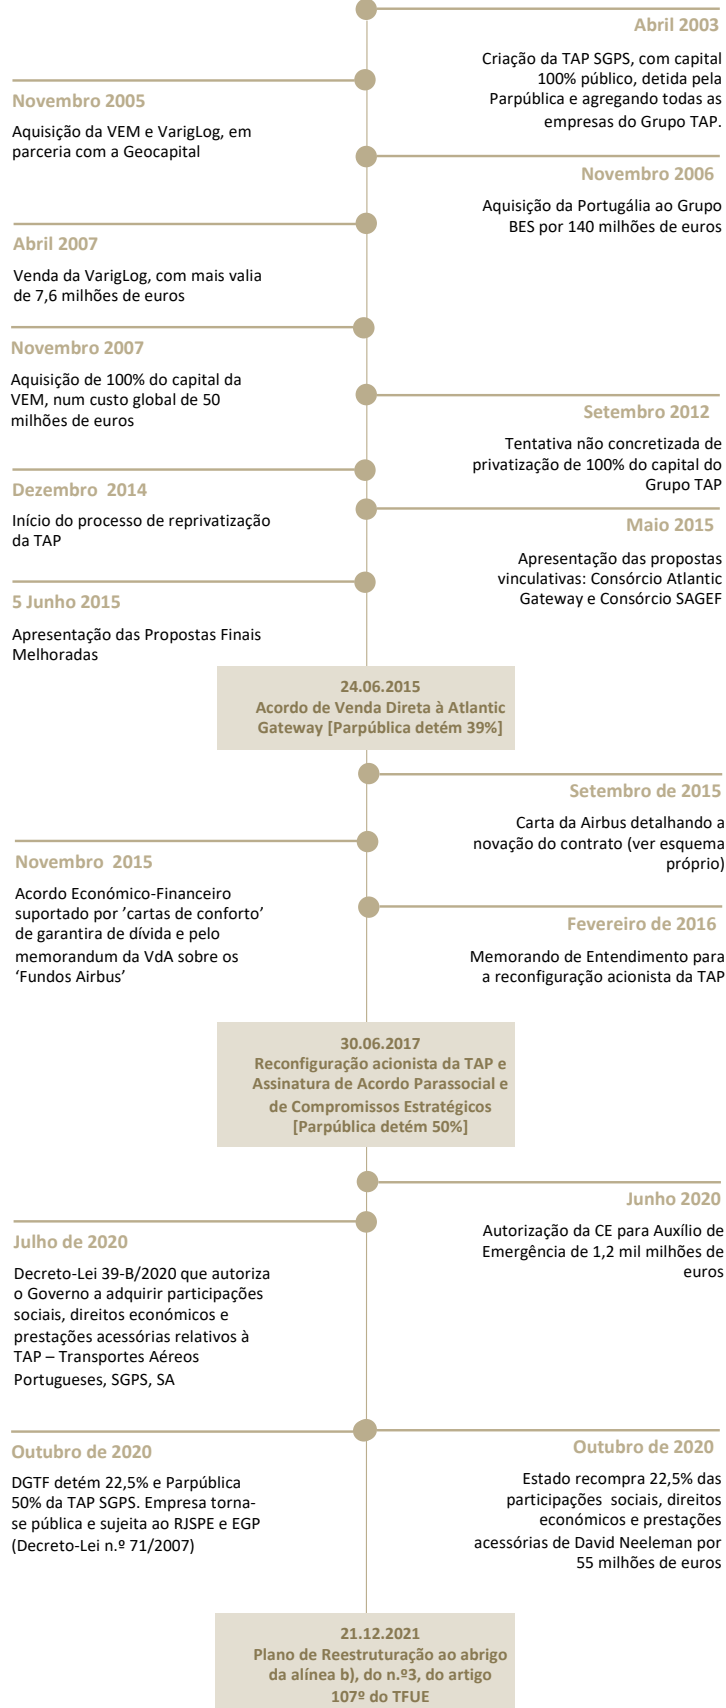 Abril 2003
Criação da TAP SGPS, com capital
100% público, detida pela
Parpública e agregando todas as
empresas do Grupo TAP.
Novembro 2005
Aquisição da VEM e VarigLog, em
parceria com a Geocapital
Novembro 2006
Aquisição da Portugália ao Grupo
BES por 140 milhões de euros
Abril 2007
Venda da VarigLog, com mais valia
de 7,6 milhões de euros
Novembro 2007
Aquisição de 100% do capital da
VEM, num custo global de 50
milhões de euros
Setembro 2012
Tentativa não concretizada de
privatização de 100% do capital do
Grupo TAP
Dezembro 2014
Início do processo de reprivatização
da TAP
Maio 2015
Apresentação das propostas
vinculativas: Consórcio Atlantic
Gateway e Consórcio SAGEF
5 Junho 2015
Apresentação das Propostas Finais
Melhoradas
24.06.2015
Acordo de Venda Direta à Atlantic
Gateway [Parpública detém 39%]
Setembro de 2015
Carta da Airbus detalhando a
novação do contrato (ver esquema
próprio)
Novembro 2015
Acordo Económico-Financeiro
suportado por ’cartas de conforto’
de garantira de dívida e pelo
memorandum da VdA sobre os
‘Fundos Airbus’
Fevereiro de 2016
Memorando de Entendimento para
a reconfiguração acionista da TAP
30.06.2017
Reconfiguração acionista da TAP e
Assinatura de Acordo Parassocial e
de Compromissos Estratégicos
[Parpública detém 50%]
Junho 2020
Autorização da CE para Auxílio de
Emergência de 1,2 mil milhões de
euros
Julho de 2020
Decreto-Lei 39-B/2020 que autoriza
o Governo a adquirir participações
sociais, direitos económicos e
prestações acessórias relativos à
TAP – Transportes Aéreos
Portugueses, SGPS, SA
Outubro de 2020
DGTF detém 22,5% e Parpública
50% da TAP SGPS. Empresa torna-
se pública e sujeita ao RJSPE e EGP
(Decreto-Lei n.º 71/2007)
Outubro de 2020
Estado recompra 22,5% das
participações sociais, direitos
económicos e prestações
acessórias de David Neeleman por
55 milhões de euros
21.12.2021
Plano de Reestruturação ao abrigo
da alínea b), do n.º3, do artigo
107º do TFUE